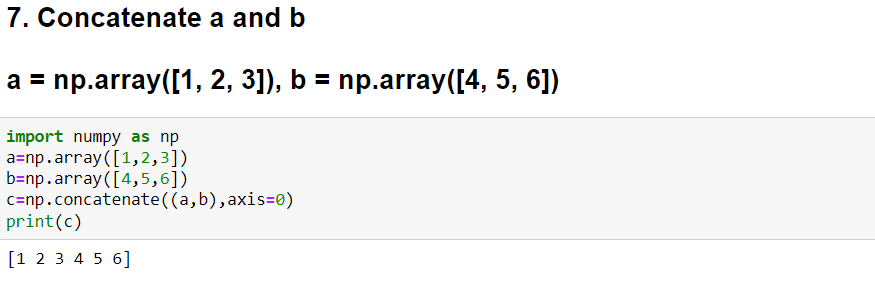 7. Concatenate a and b
a = np.array([1, 2, 3]), b = np.array([4, 5, 6])
import numpy as np
a=np.array([1,2,3])
b=np.array([4,5,6])
c=np.concatenate((a,b),axis=0)
print(c)
[1 2 3 4 5 6]